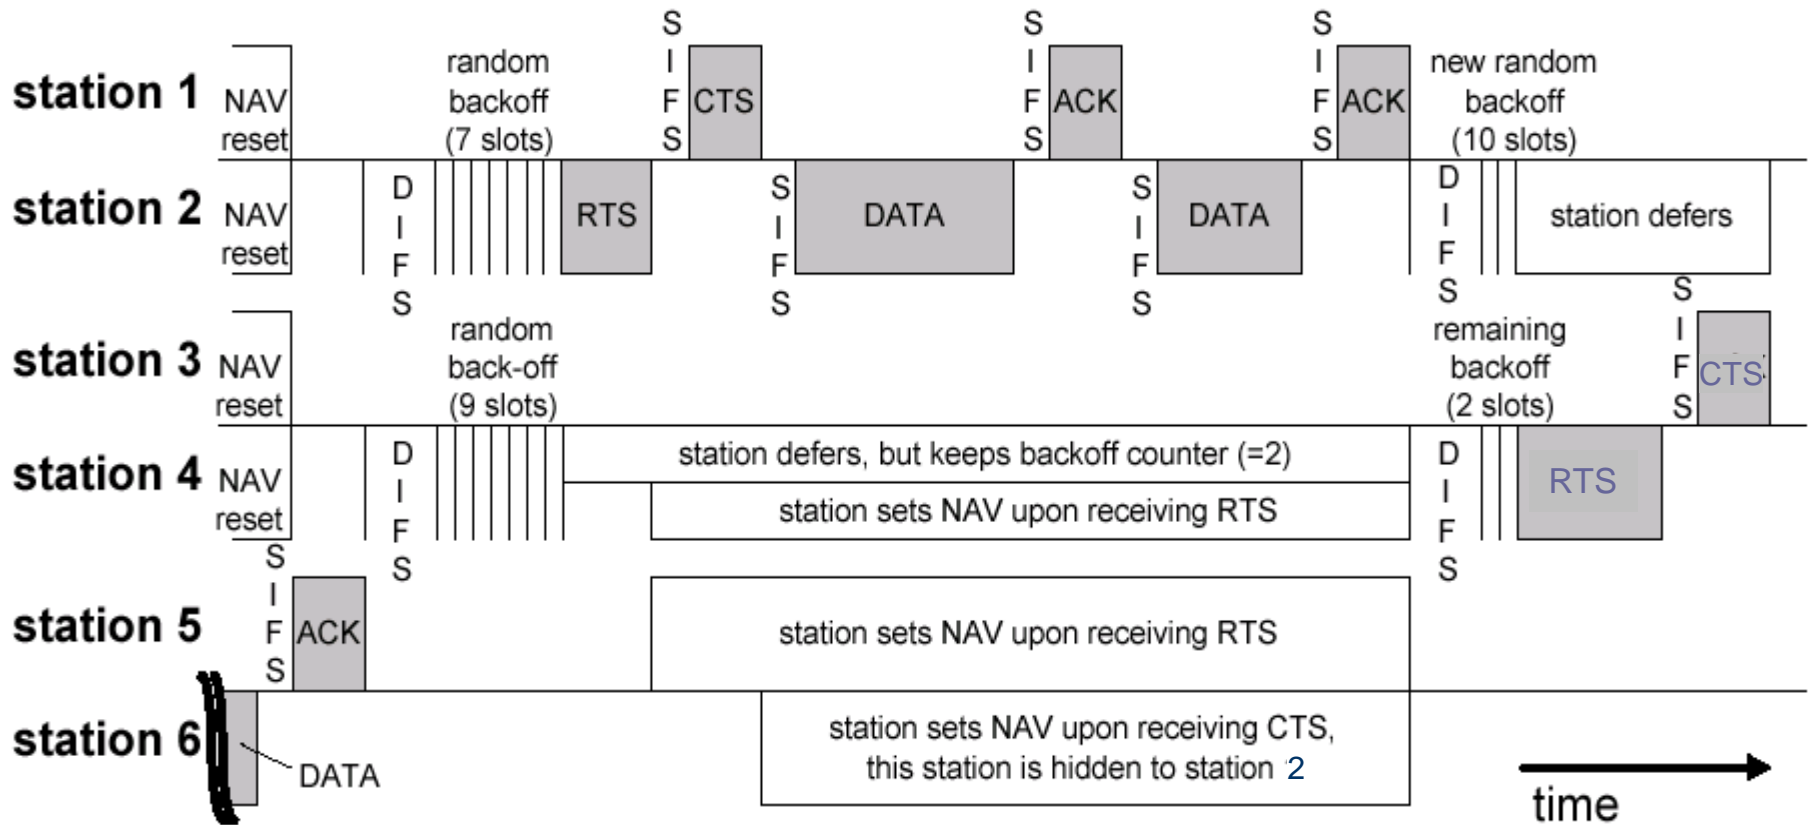 S
I
F
S
S
I
F
S
S
I
F
S
station 1
NAV
reset
random
backoff
(7 slots)
CTS
ACK
ACK
new random
backoff
(10 slots)
station 2
NAV
reset
D
I
F
S
RTS
S
I
F
S
DATA
S
I
F
S
DATA
D
I
F
S
station defers
station 3
NAV
reset
random
back-off
(9 slots)
remaining
backoff
(2 slots)
S
I
F
S
CTS
station 4
NAV
reset
D
I
F
S
station defers, but keeps backoff counter (=2)
station sets NAV upon receiving RTS
D
I
F
S
RTS
station 5
S
I
F
S
ACK
station sets NAV upon receiving RTS
station 6
DATA
station sets NAV upon receiving CTS,
this station is hidden to station 2
time